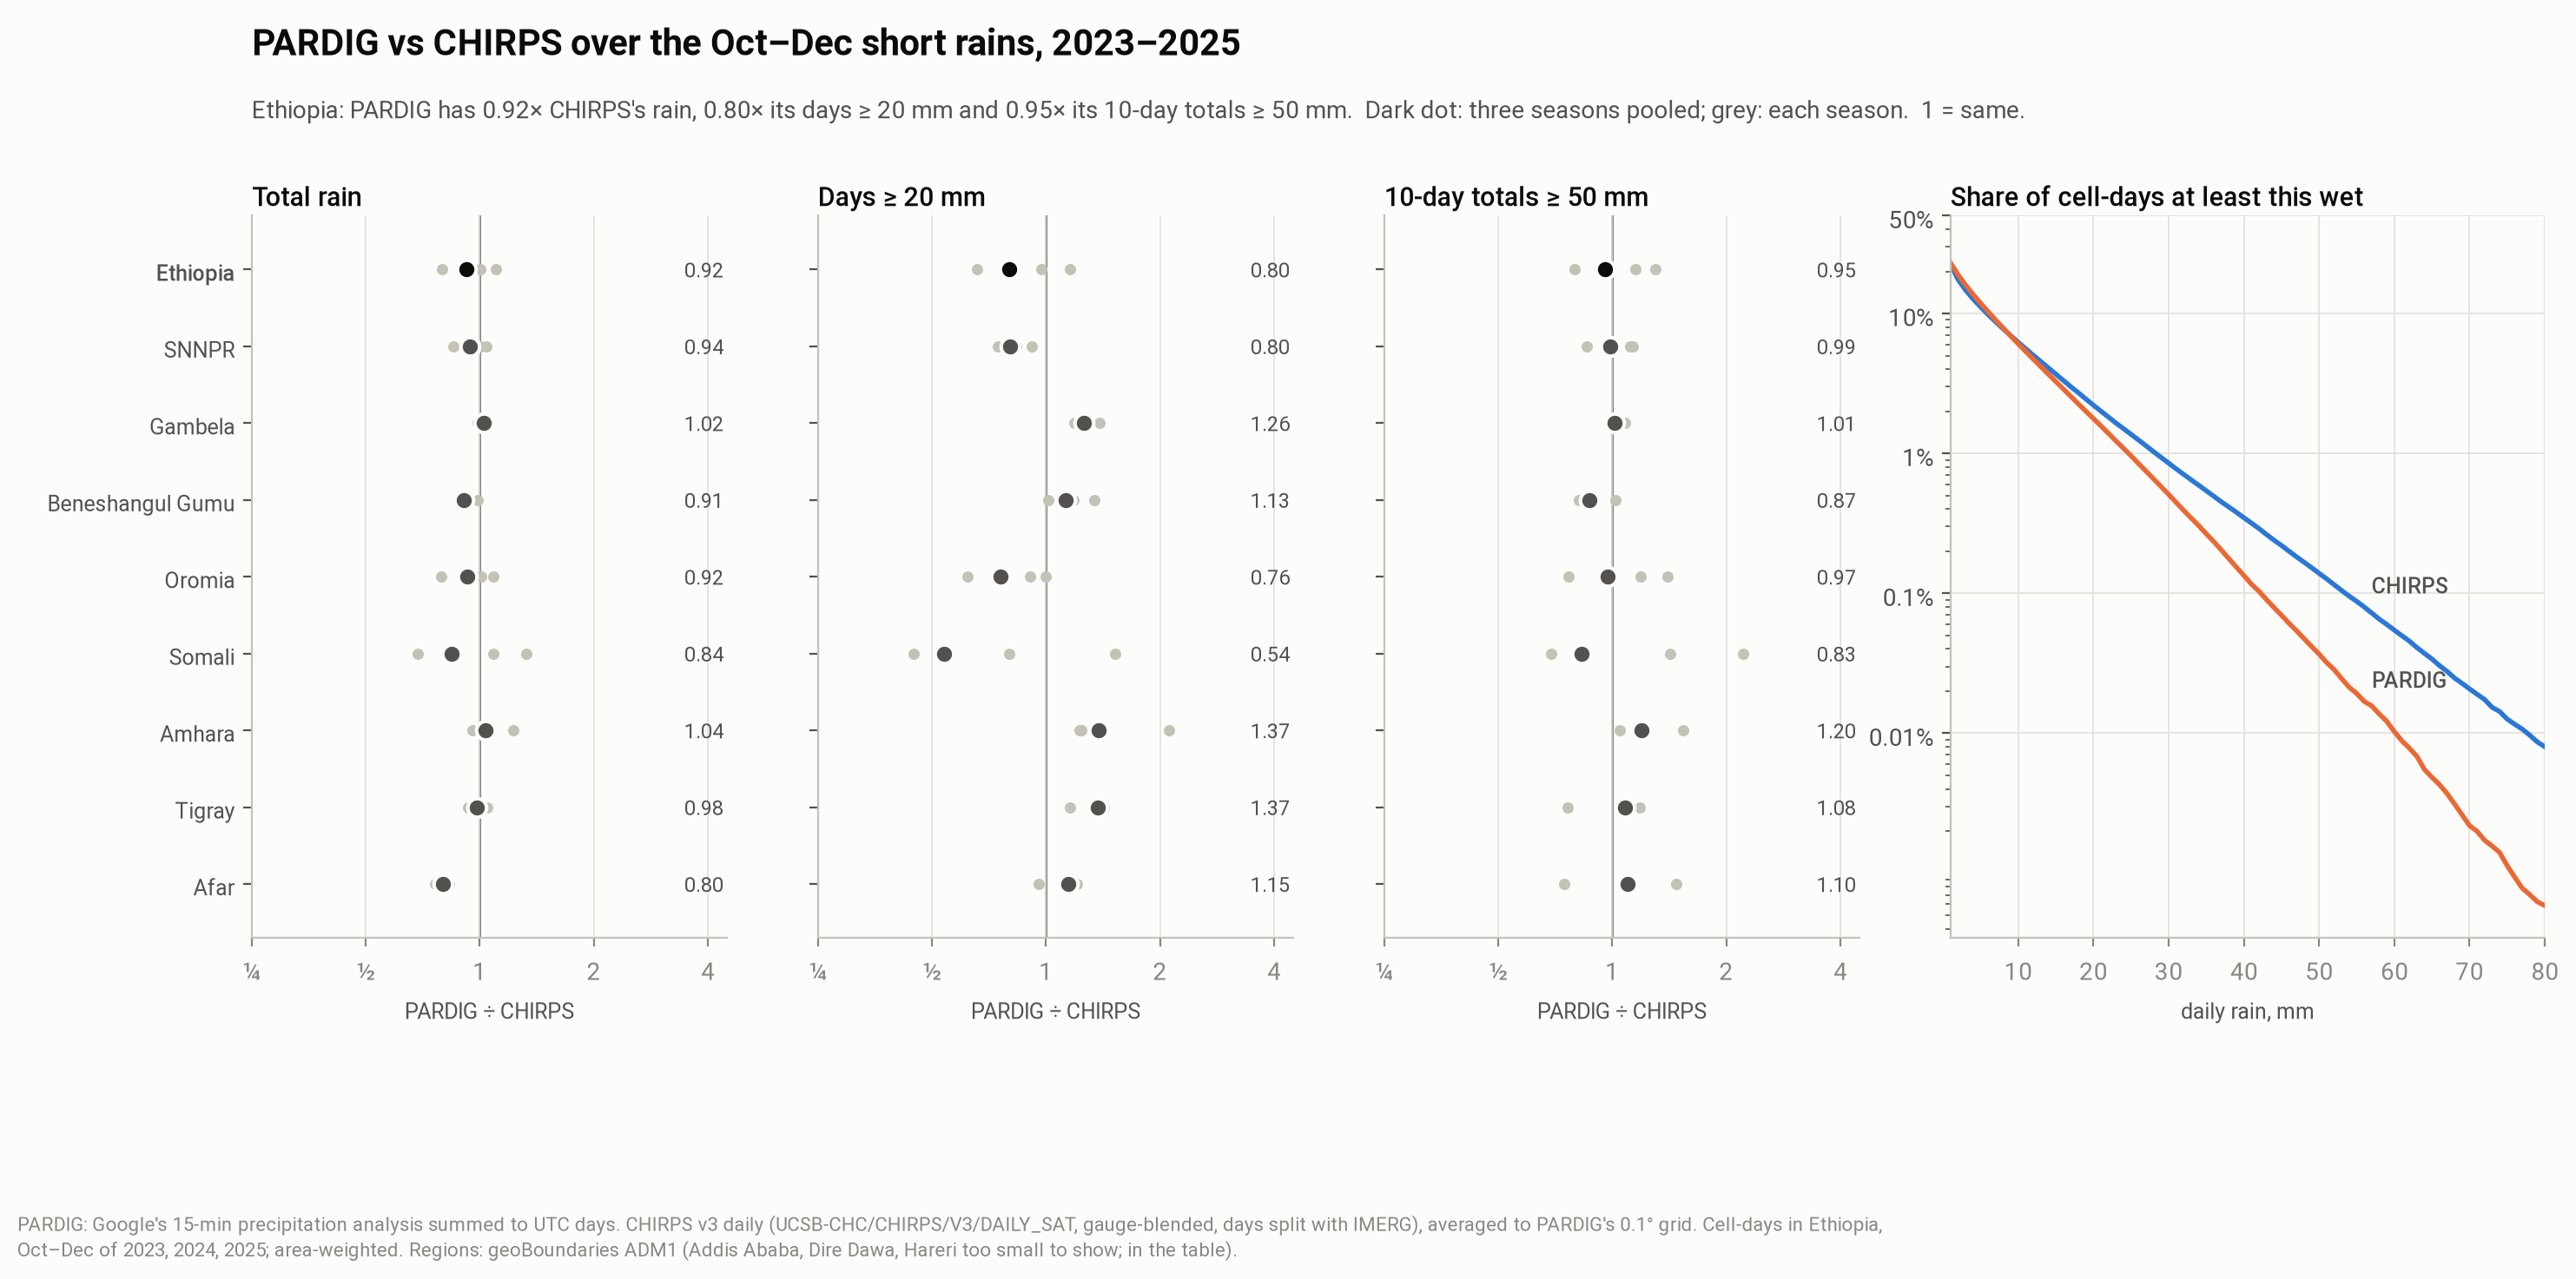 PARDIG vs CHIRPS over the Oct–Dec short rains, 2023–2025
Ethiopia: PARDIG has 0.92× CHIRPS's rain, 0.80× its days ≥ 20 mm and 0.95× its 10-day totals ≥ 50 mm.  Dark dot: three seasons pooled; grey: each season.  1 = same.
Total rain
Ethiopia
SNNPR
Gambela
Beneshangul Gumu
Oromia
Somali
Amhara
Tigray
Afar
0.92
0.94
1.02
0.91
0.92
0.84
1.04
0.98
0.80
¼ ½ 1 2 4
PARDIG ÷ CHIRPS
Days ≥ 20 mm
0.80
0.80
1.26
1.13
0.76
0.54
1.37
1.37
1.15
¼ ½ 1 2 4
PARDIG ÷ CHIRPS
10-day totals ≥ 50 mm
0.95
0.99
1.01
0.87
0.97
0.83
1.20
1.08
1.10
¼ ½ 1 2 4
PARDIG ÷ CHIRPS
Share of cell-days at least this wet
50%
10%
1%
0.1%
0.01%
CHIRPS
PARDIG
10 20 30 40 50 60 70 80
daily rain, mm
PARDIG: Google's 15-min precipitation analysis summed to UTC days. CHIRPS v3 daily (UCSB-CHC/CHIRPS/V3/DAILY_SAT, gauge-blended, days split with IMERG), averaged to PARDIG's 0.1° grid. Cell-days in Ethiopia,
Oct–Dec of 2023, 2024, 2025; area-weighted. Regions: geoBoundaries ADM1 (Addis Ababa, Dire Dawa, Hareri too small to show; in the table).